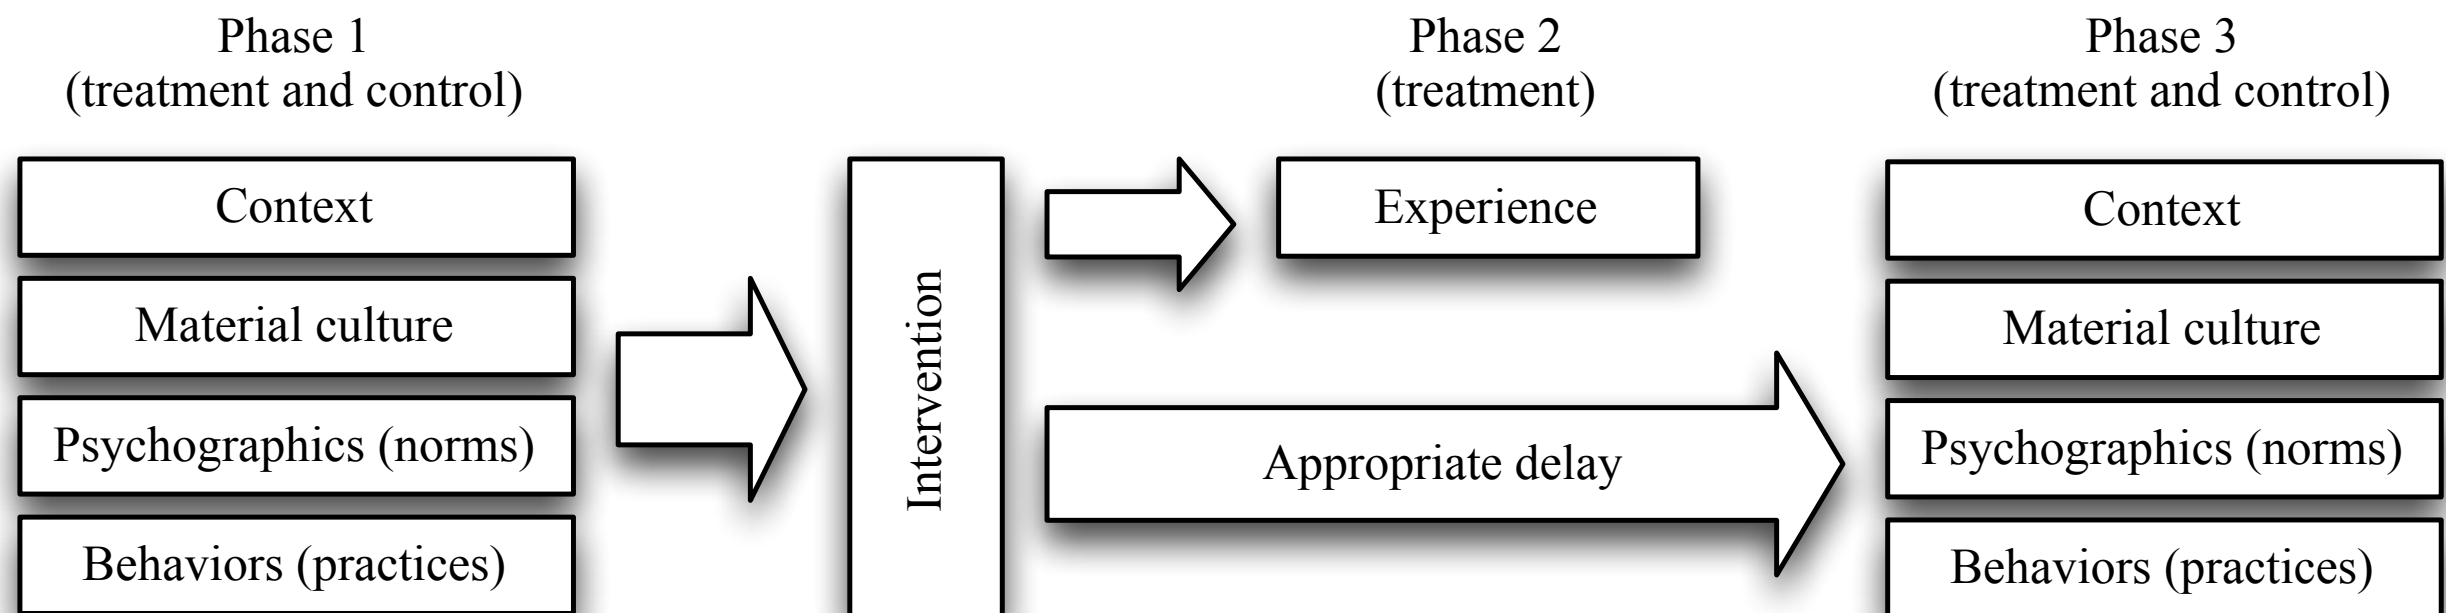 Phase 1
(treatment and control)
Context
Material culture
Psychographics (norms)
Behaviors (practices)
Intervention
Phase 2
(treatment)
Experience
Appropriate delay
Phase 3
(treatment and control)
Context
Material culture
Psychographics (norms)
Behaviors (practices)